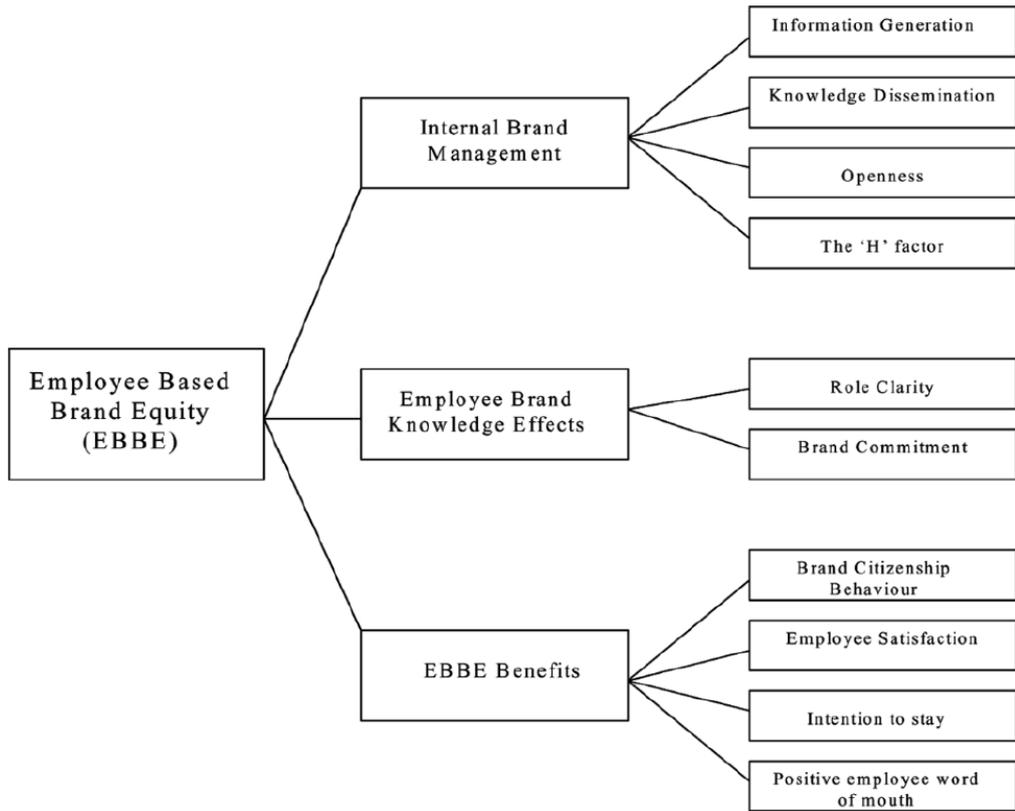 Information Generation
Knowledge Dissemination
Internal Brand
Management
Openness
The ‘H’ factor
Employee Based
Brand Equity
(EBBE)
Employee Brand
Knowledge Effects
Role Clarity
Brand Commitment
Brand Citizenship
Behaviour
Employee Satisfaction
EBBE Benefits
Intention to stay
Positive employee word
of mouth